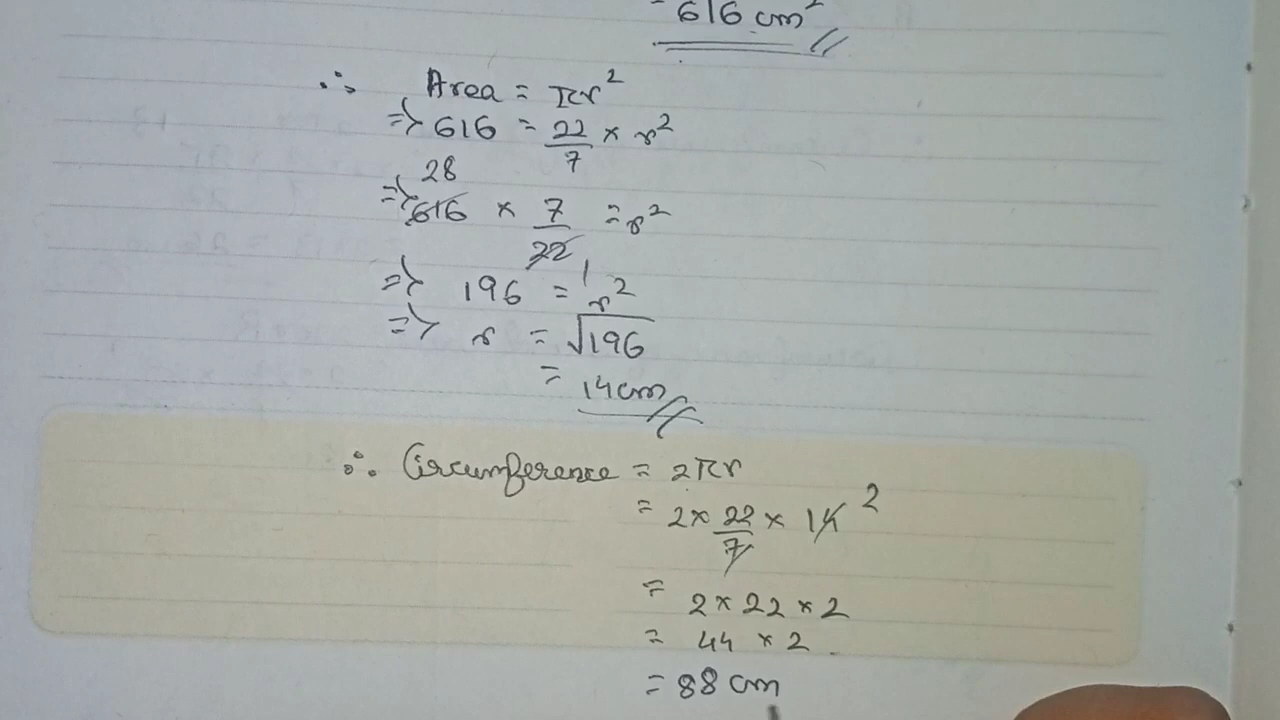 = 616 cm²
∴ Area = πr²
⇒ 616 = 22/7 × r²
⇒ 616 28 × 7/22 1 = r²
⇒ 196 = r²
⇒ r = √196
= 14cm
∴ Circumference = 2πr
= 2 × 22/7 × 14 2
= 2 × 22 × 2
= 44 × 2
= 88 cm